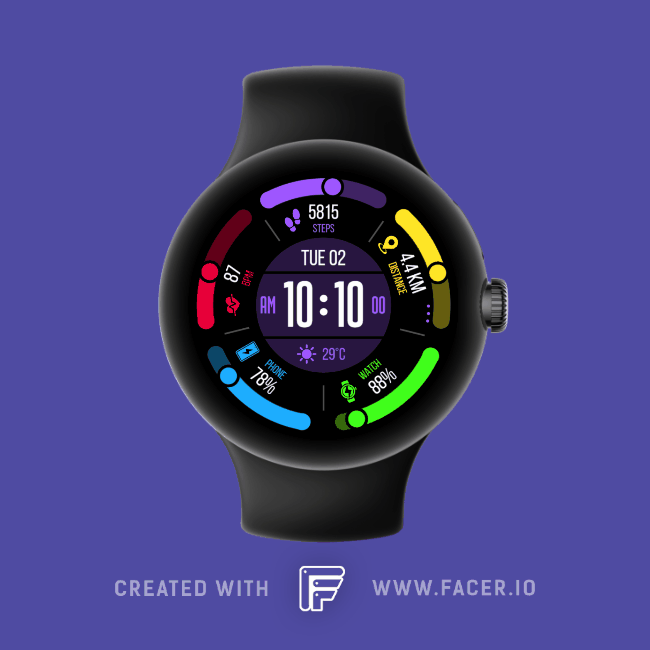 5815
STEPS
4.4 KM
DISTANCE
87
BPM
TUE 02
AM 10:10 00
29°C
PHONE
78%
WATCH
88%
CREATED WITH F WWW.FACER.IO